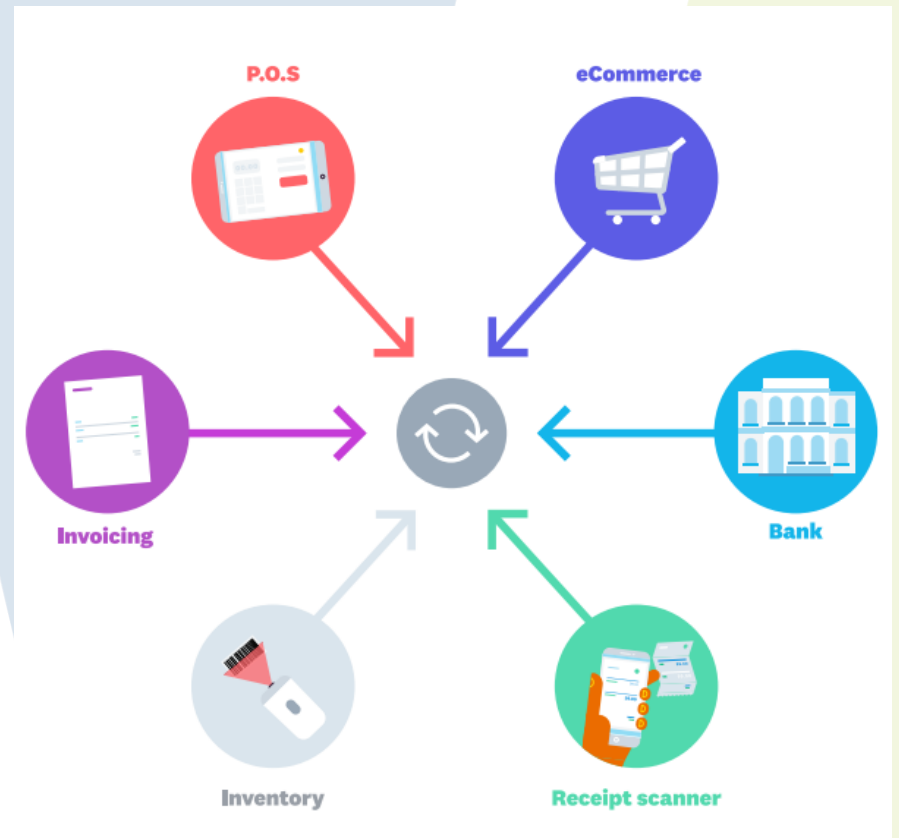 P.O.S
eCommerce
Invoicing
Bank
Inventory
Receipt scanner